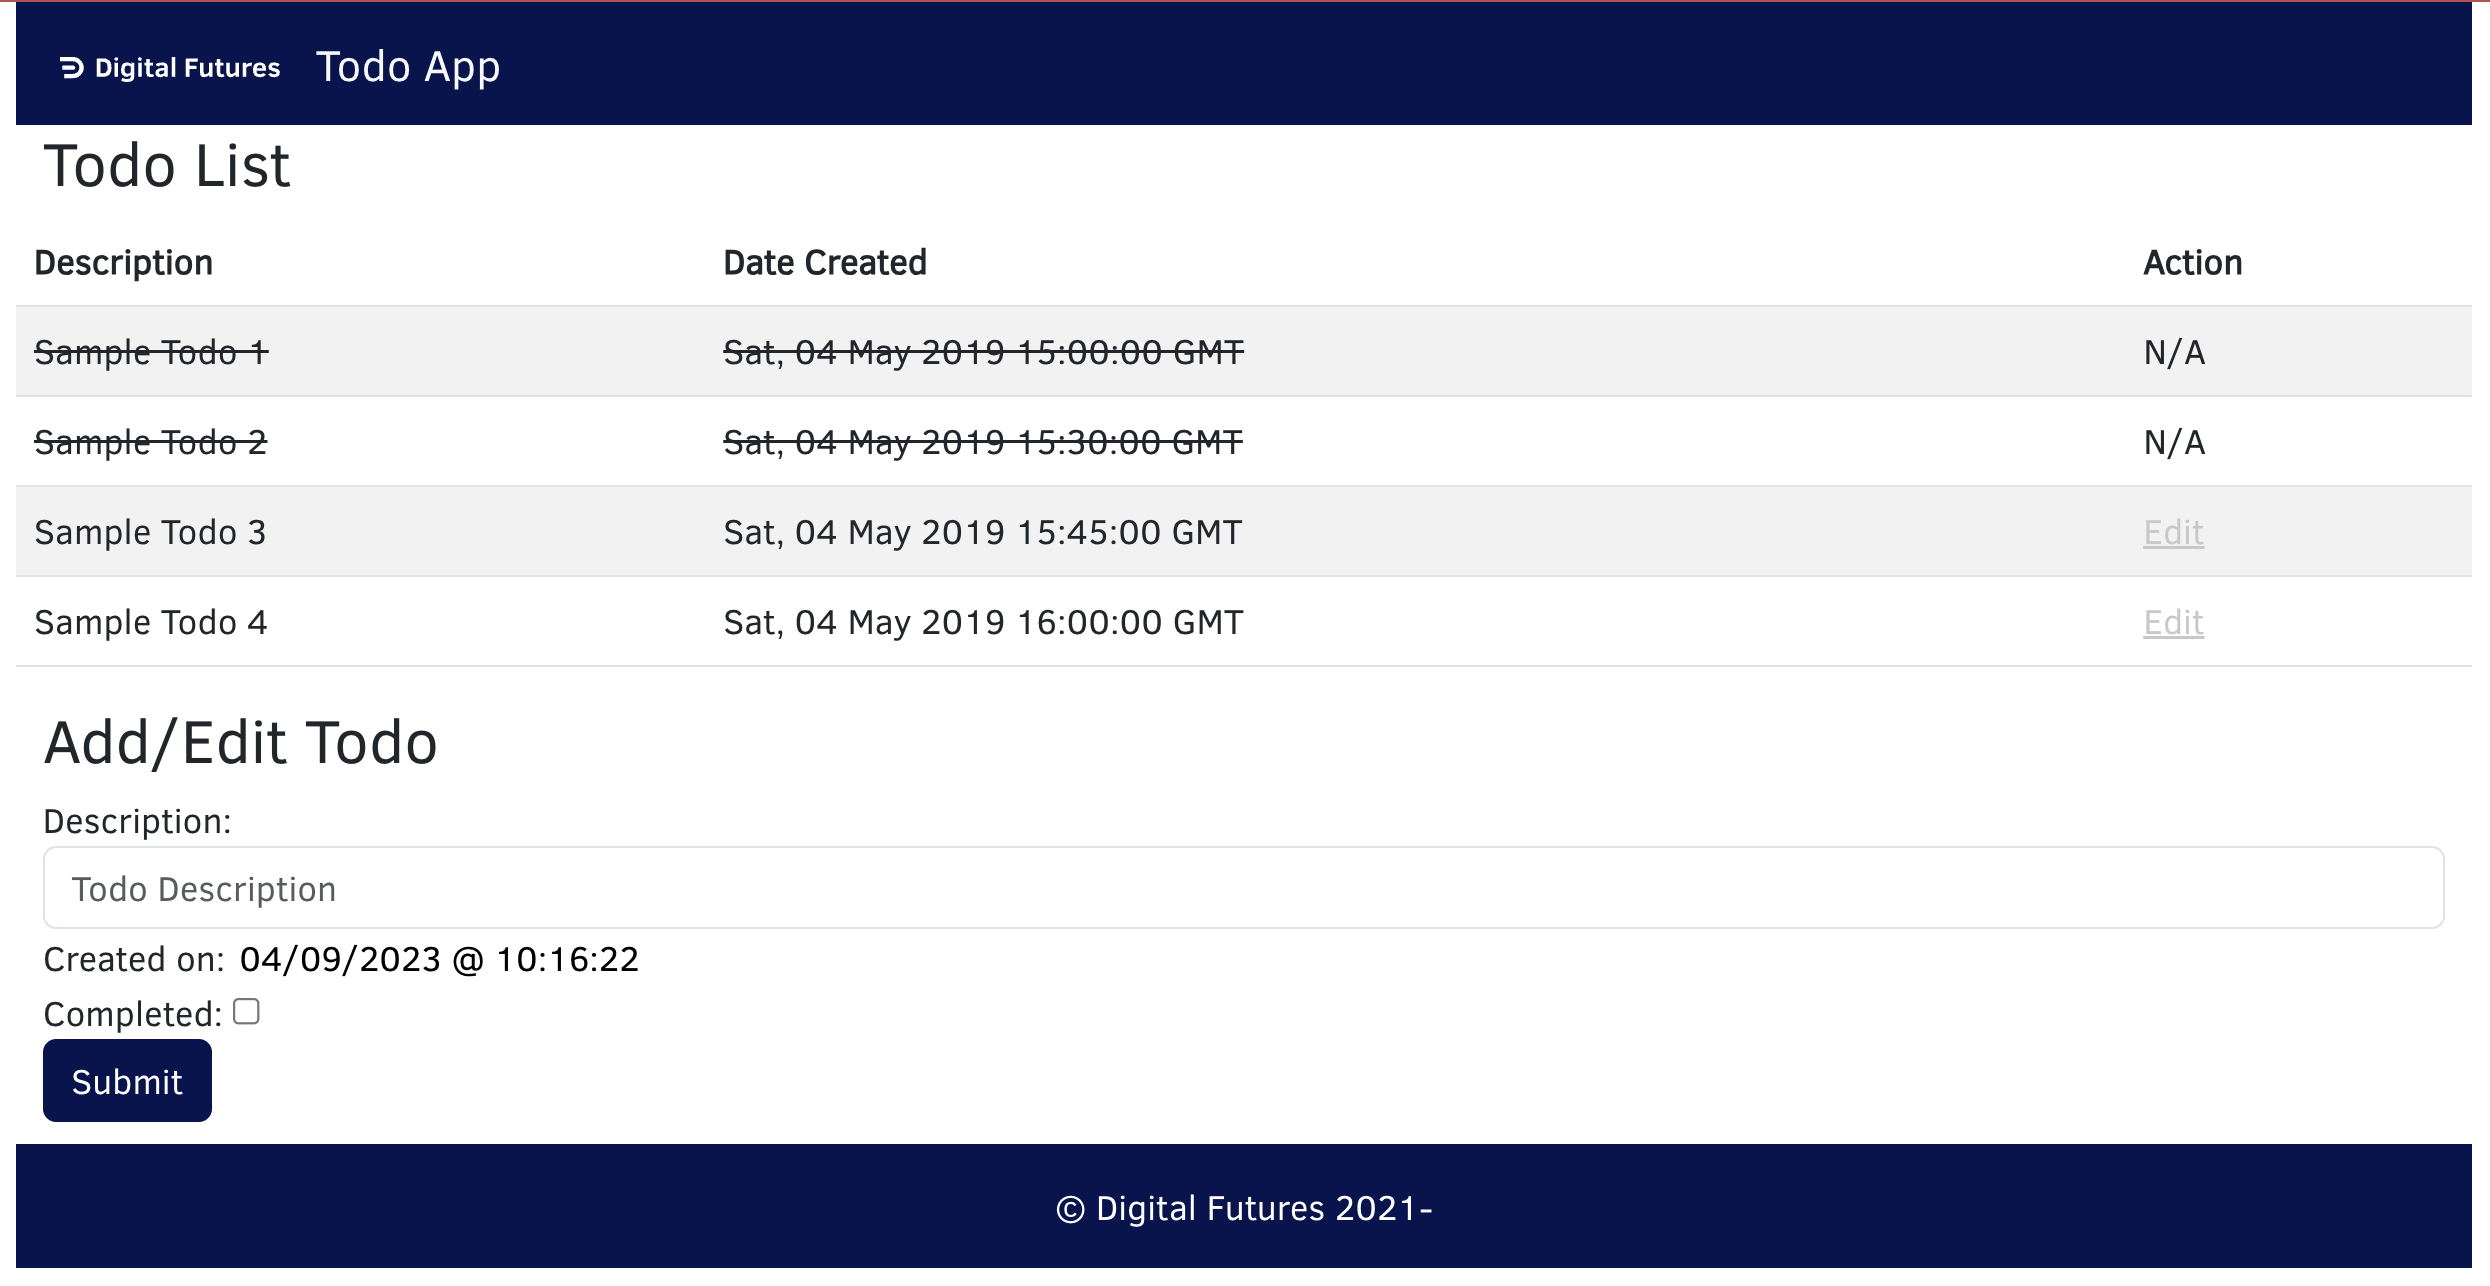 Digital Futures Todo App
Todo List
Description Date Created Action
Sample Todo 1 Sat, 04 May 2019 15:00:00 GMT N/A
Sample Todo 2 Sat, 04 May 2019 15:30:00 GMT N/A
Sample Todo 3 Sat, 04 May 2019 15:45:00 GMT Edit
Sample Todo 4 Sat, 04 May 2019 16:00:00 GMT Edit
Add/Edit Todo
Description:
Todo Description
Created on: 04/09/2023 @ 10:16:22
Completed:
Submit
© Digital Futures 2021-